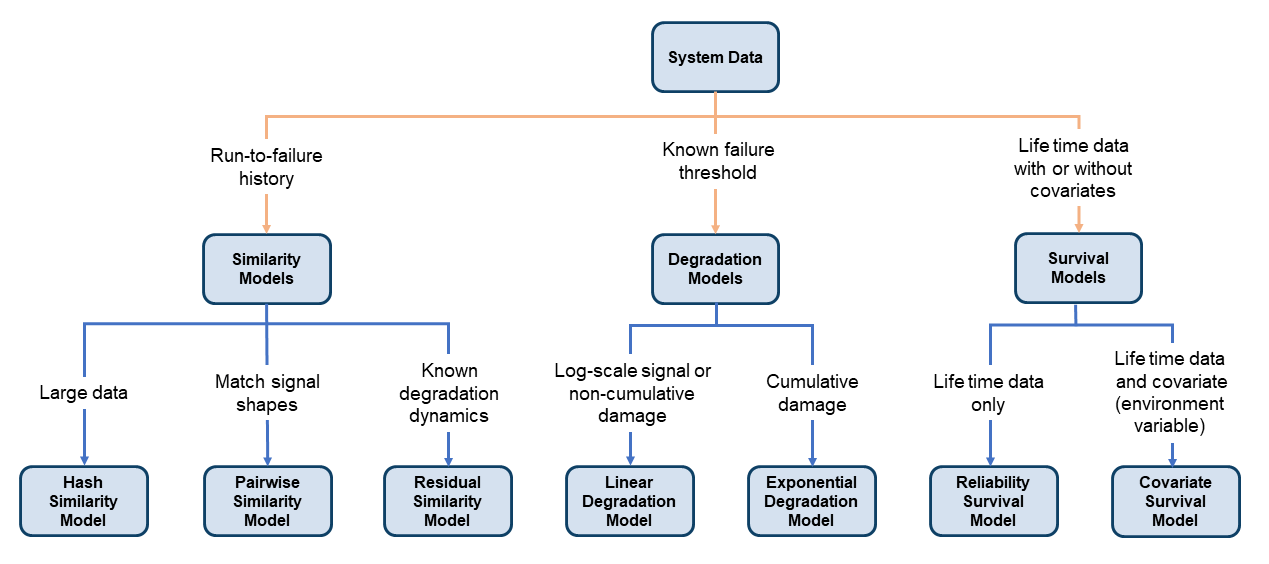 System Data
Run-to-failure
history
Known failure
threshold
Life time data
with or without
covariates
Similarity
Models
Degradation
Models
Survival
Models
Large data
Match signal
shapes
Known
degradation
dynamics
Log-scale signal or
non-cumulative
damage
Cumulative
damage
Life time data
only
Life time data
and covariate
(environment
variable)
Hash
Similarity
Model
Pairwise
Similarity
Model
Residual
Similarity
Model
Linear
Degradation
Model
Exponential
Degradation
Model
Reliability
Survival
Model
Covariate
Survival
Model